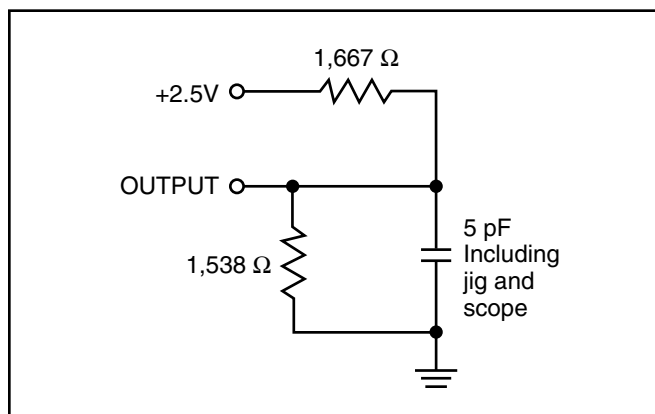 1,667 Ω
+2.5V
OUTPUT
1,538 Ω
5 pF
Including
jig and
scope